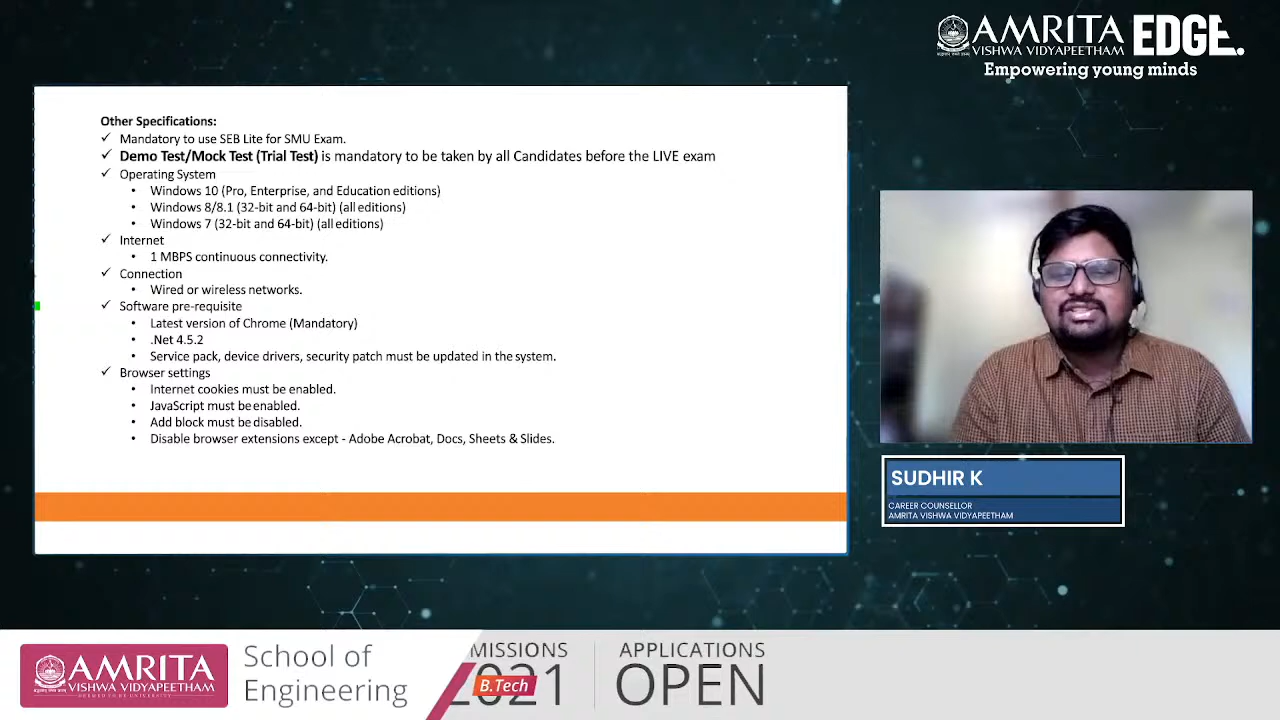 AMRITA
VISHWA VIDYAPEETHAM
EDGE.
Empowering young minds
Other Specifications:
✓ Mandatory to use SEB Lite for SMU Exam.
✓ Demo Test/Mock Test (Trial Test) is mandatory to be taken by all Candidates before the LIVE exam
✓ Operating System
• Windows 10 (Pro, Enterprise, and Education editions)
• Windows 8/8.1 (32-bit and 64-bit) (all editions)
• Windows 7 (32-bit and 64-bit) (all editions)
✓ Internet
• 1 MBPS continuous connectivity.
✓ Connection
• Wired or wireless networks.
✓ Software pre-requisite
• Latest version of Chrome (Mandatory)
• .Net 4.5.2
• Service pack, device drivers, security patch must be updated in the system.
✓ Browser settings
• Internet cookies must be enabled.
• JavaScript must be enabled.
• Add block must be disabled.
• Disable browser extensions except - Adobe Acrobat, Docs, Sheets & Slides.
SUDHIR K
CAREER COUNSELLOR
AMRITA VISHWA VIDYAPEETHAM
AMRITA
VISHWA VIDYAPEETHAM
School of
Engineering
MISSIONS
2021
B.Tech
APPLICATIONS
OPEN